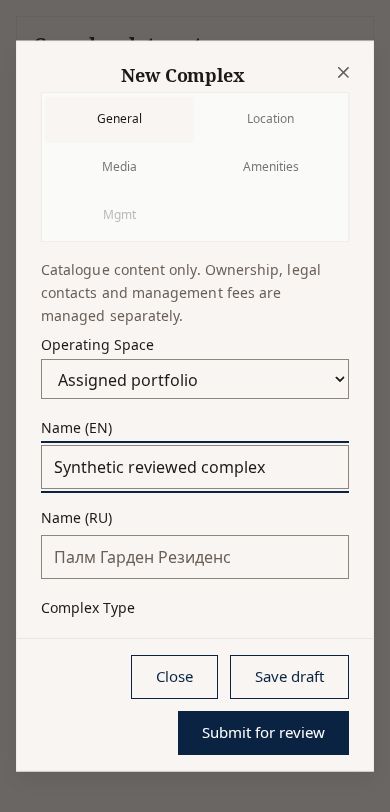 New Complex
General
Location
Media
Amenities
Mgmt
Catalogue content only. Ownership, legal
contacts and management fees are
managed separately.
Operating Space
Assigned portfolio
Name (EN)
Synthetic reviewed complex
Name (RU)
Палм Гарден Резиденс
Complex Type
Close
Save draft
Submit for review